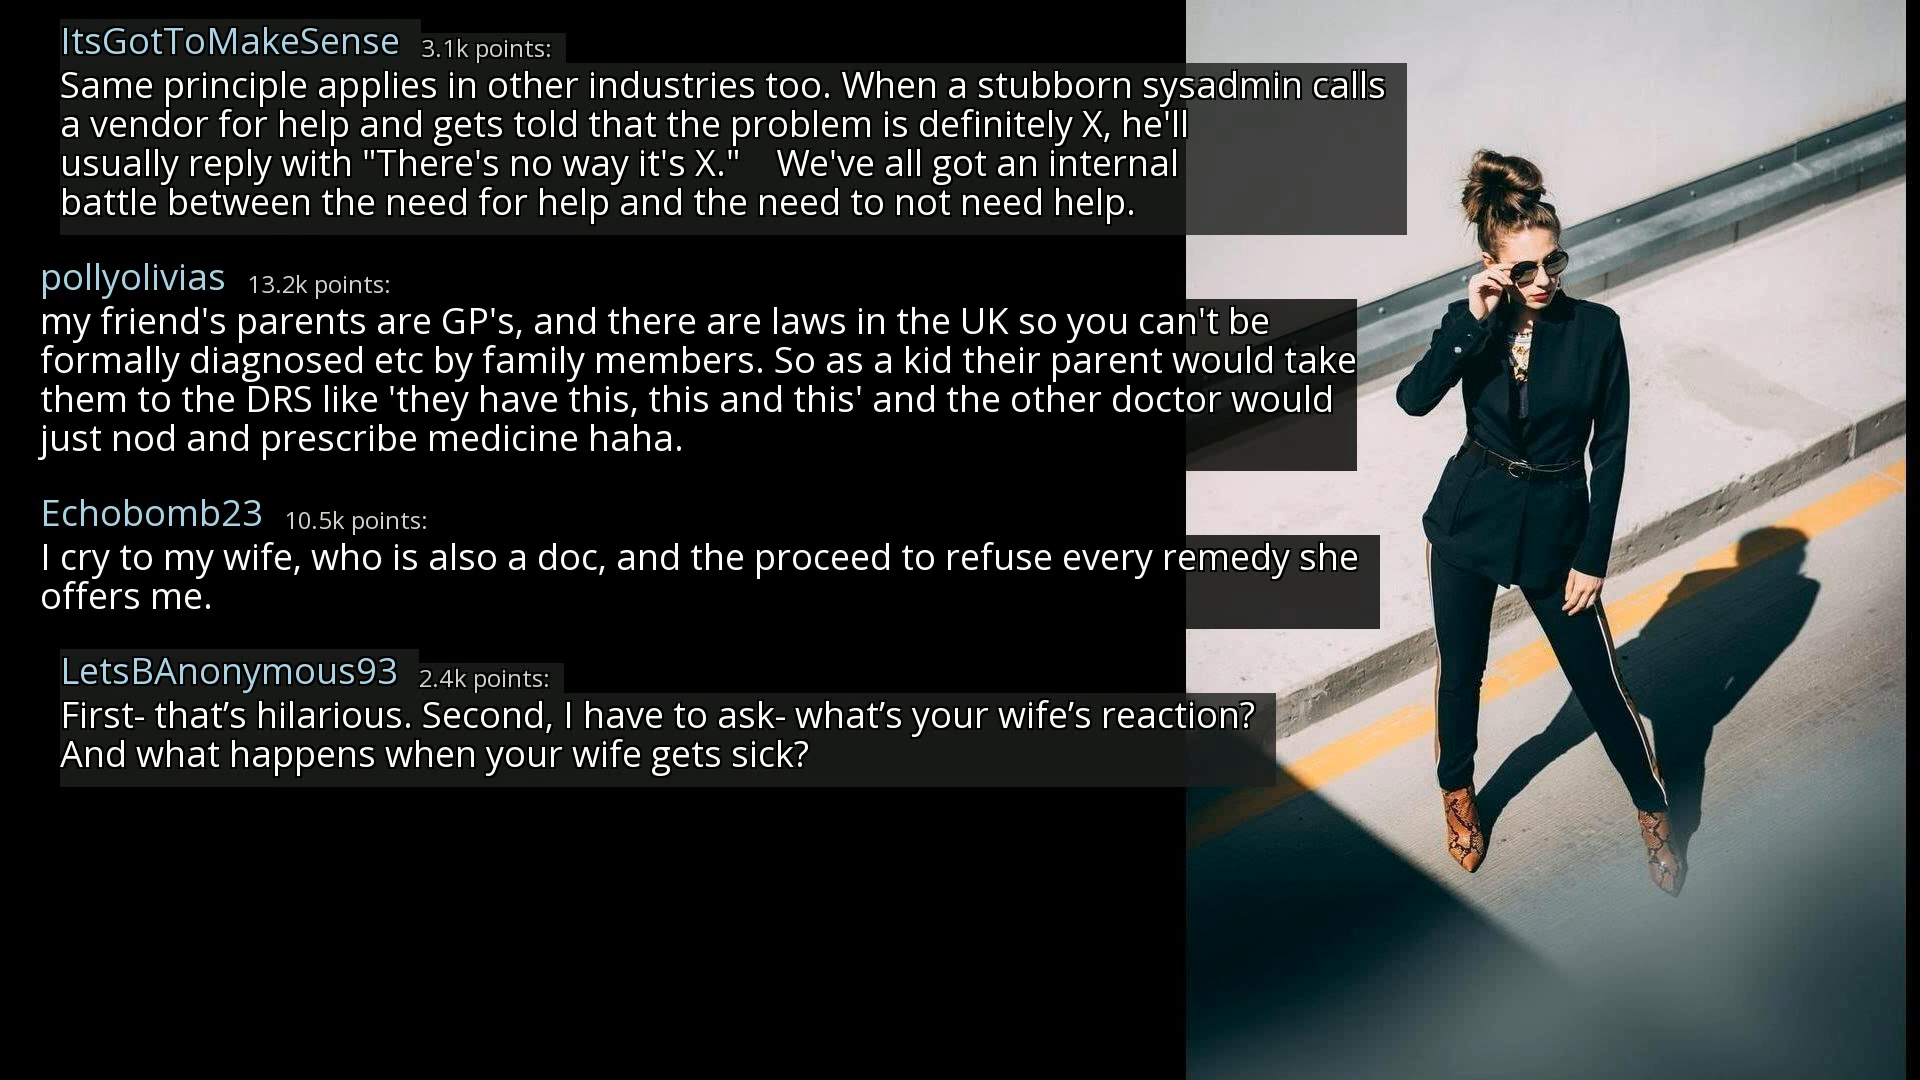 ItsGotToMakeSense 3.1k points:
Same principle applies in other industries too. When a stubborn sysadmin calls
a vendor for help and gets told that the problem is definitely X, he'll
usually reply with "There's no way it's X."    We've all got an internal
battle between the need for help and the need to not need help.
pollyolivias 13.2k points:
my friend's parents are GP's, and there are laws in the UK so you can't be
formally diagnosed etc by family members. So as a kid their parent would take
them to the DRS like 'they have this, this and this' and the other doctor would
just nod and prescribe medicine haha.
Echobomb23 10.5k points:
I cry to my wife, who is also a doc, and the proceed to refuse every remedy she
offers me.
LetsBAnonymous93 2.4k points:
First- that’s hilarious. Second, I have to ask- what’s your wife’s reaction?
And what happens when your wife gets sick?